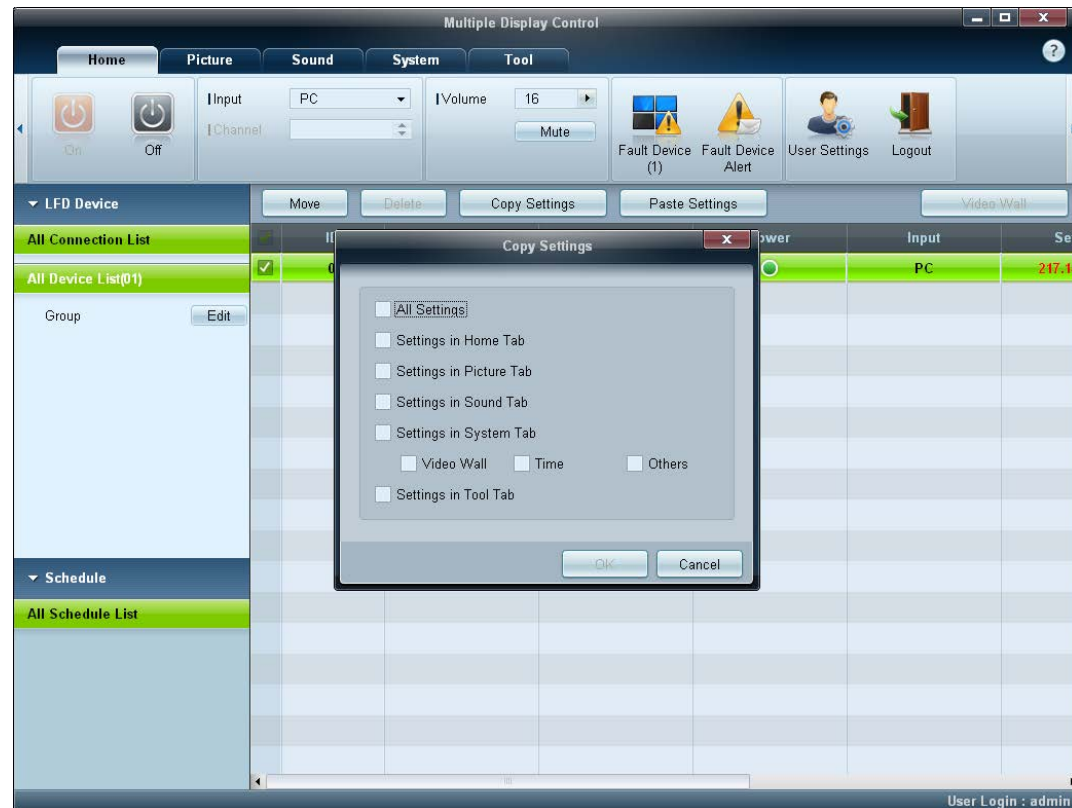 Multiple Display Control
Home Picture Sound System Tool
Input PC
Channel
Volume 16
Mute
On Off
Fault Device (1)
Fault Device Alert
User Settings
Logout
LFD Device
Move Delete Copy Settings Paste Settings Video Wall
All Connection List
Input
PC
217.1
All Device List(01)
Group Edit
Copy Settings
All Settings
Settings in Home Tab
Settings in Picture Tab
Settings in Sound Tab
Settings in System Tab
Video Wall Time Others
Settings in Tool Tab
OK Cancel
Schedule
All Schedule List
User Login : admin